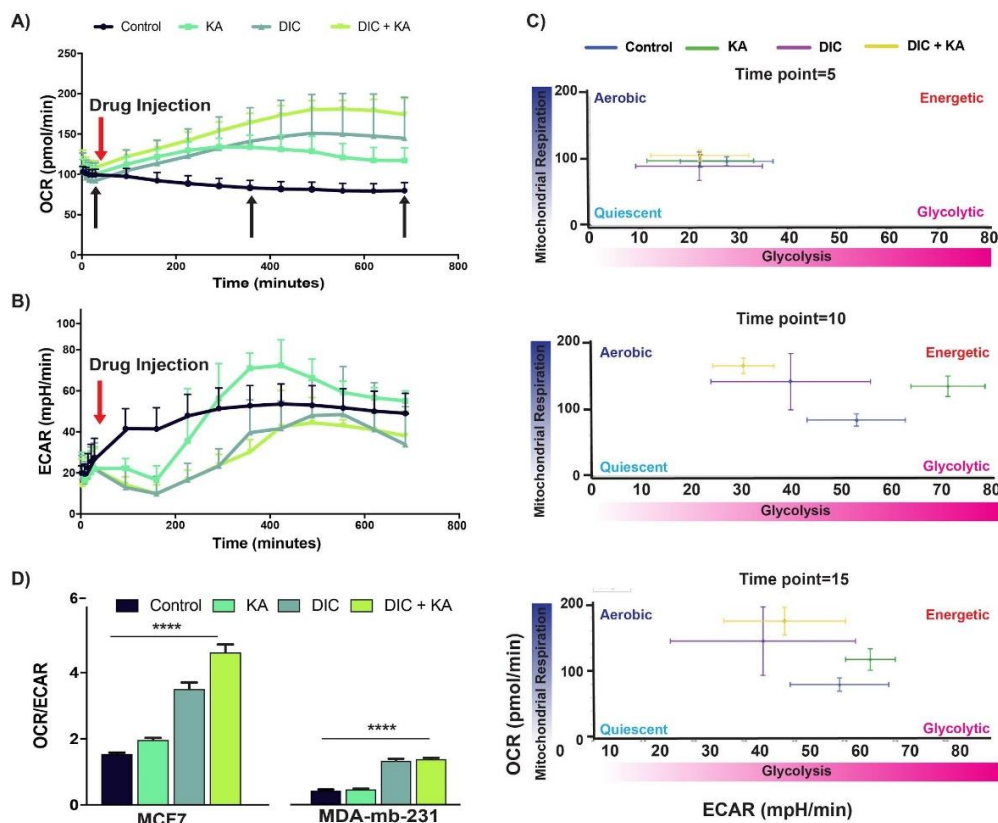 A)
Control KA DIC DIC + KA
250
200
150
100
50
0
OCR (pmol/min)
Drug Injection
0 200 400 600 800
Time (minutes)
B)
100
80
60
40
20
0
ECAR (mpH/min)
Drug Injection
0 200 400 600 800
Time (minutes)
D)
Control KA DIC DIC + KA
6
4
2
0
OCR/ECAR
****
****
MCF7 MDA-mb-231
C)
Control KA DIC DIC + KA
Time point=5
Mitochondrial Respiration
200
100
0
Aerobic Energetic
Quiescent Glycolytic
0 10 20 30 40 50 60 70 80
Glycolysis
Time point=10
Mitochondrial Respiration
200
100
0
Aerobic Energetic
Quiescent Glycolytic
0 10 20 30 40 50 60 70 80
Glycolysis
Time point=15
OCR (pmol/min)
Mitochondrial Respiration
200
100
0
Aerobic Energetic
Quiescent Glycolytic
0 10 20 30 40 50 60 70 80
Glycolysis
ECAR (mpH/min)